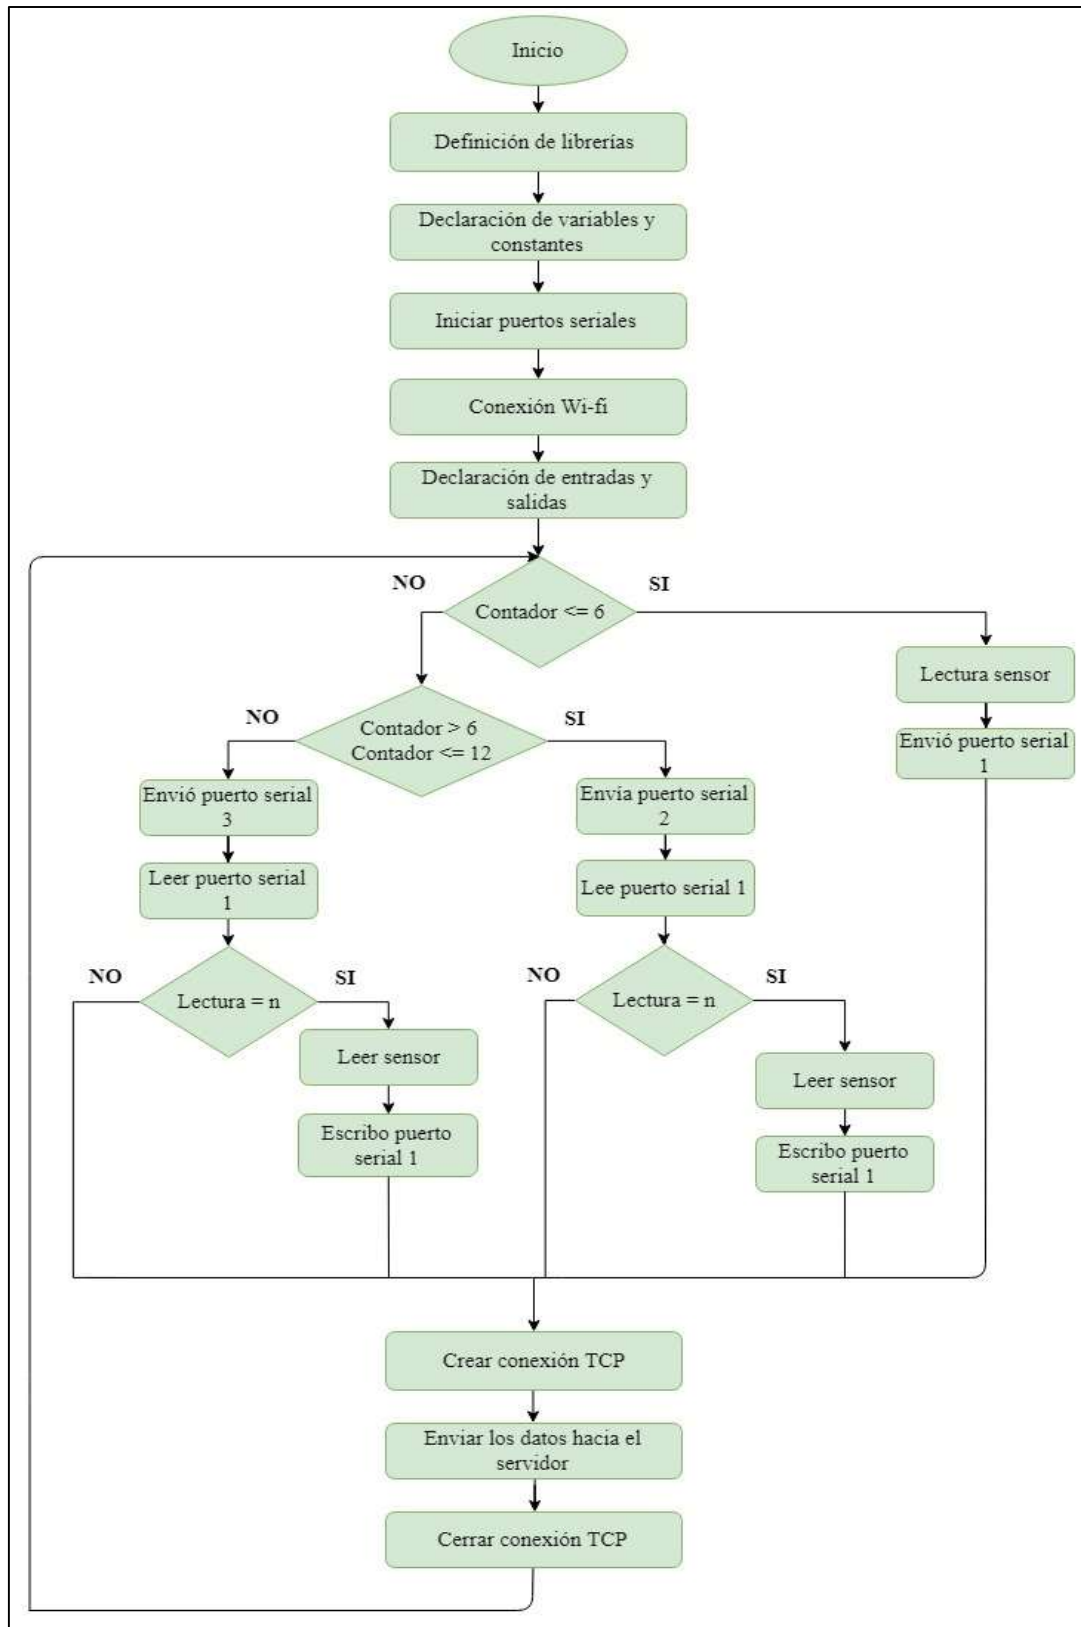 Inicio
Definición de librerías
Declaración de variables y
constantes
Iniciar puertos seriales
Conexión Wi-fi
Declaración de entradas y
salidas
NO
SI
Contador <= 6
Lectura sensor
Envió puerto serial
1
NO
SI
Contador > 6
Contador <= 12
Envió puerto serial
3
Envía puerto serial
2
Leer puerto serial
1
Lee puerto serial 1
NO
SI
Lectura = n
NO
SI
Lectura = n
Leer sensor
Escribo puerto
serial 1
Leer sensor
Escribo puerto
serial 1
Crear conexión TCP
Enviar los datos hacia el
servidor
Cerrar conexión TCP